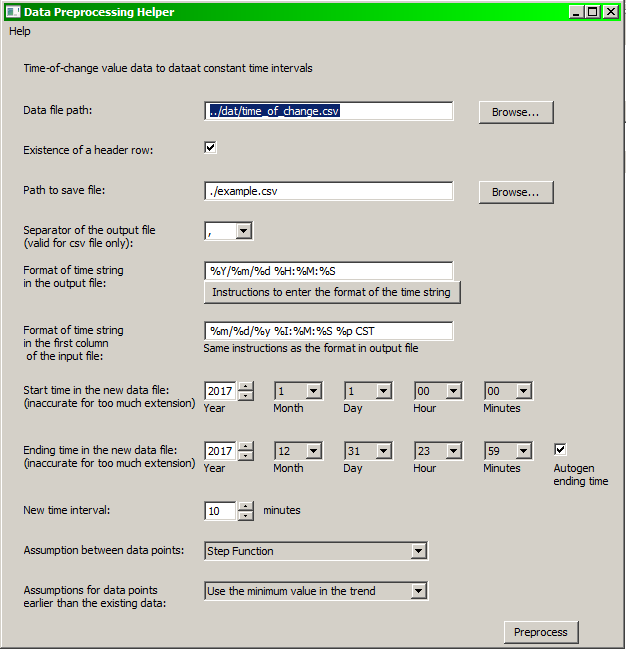 Data Preprocessing Helper
Help
Time-of-change value data to dataat constant time intervals
Data file path:
../dat/time_of_change.csv
Browse...
Existence of a header row:
Path to save file:
./example.csv
Browse...
Separator of the output file
(valid for csv file only):
,
Format of time string
in the output file:
%Y/%m/%d %H:%M:%S
Instructions to enter the format of the time string
Format of time string
in the first column
of the input file:
%m/%d/%y %I:%M:%S %p CST
Same instructions as the format in output file
Start time in the new data file:
(inaccurate for too much extension)
2017 1 1 00 00
Year Month Day Hour Minutes
Ending time in the new data file:
(inaccurate for too much extension)
2017 12 31 23 59
Year Month Day Hour Minutes
Autogen
ending time
New time interval:
10 minutes
Assumption between data points:
Step Function
Assumptions for data points
earlier than the existing data:
Use the minimum value in the trend
Preprocess